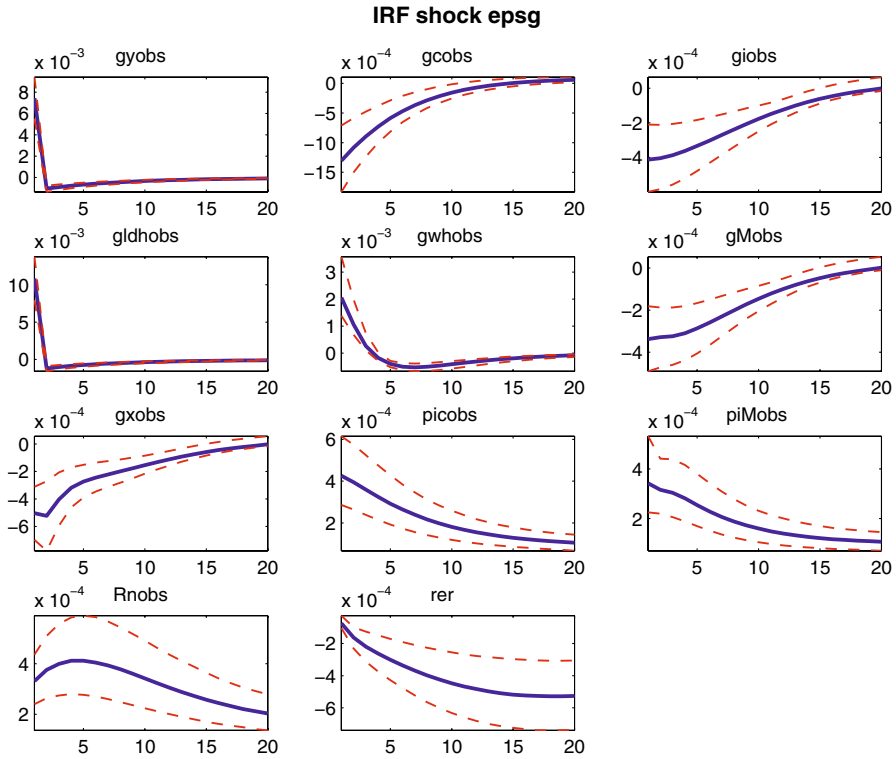 IRF shock epsg
x 10⁻³ gyobs
8
6
4
2
0
5 10 15 20
x 10⁻⁴ gcobs
0
−5
−10
−15
5 10 15 20
x 10⁻⁴ giobs
0
−2
−4
5 10 15 20
x 10⁻³ gldhobs
10
5
0
5 10 15 20
x 10⁻³ gwhobs
3
2
1
0
5 10 15 20
x 10⁻⁴ gMobs
0
−2
−4
5 10 15 20
x 10⁻⁴ gxobs
0
−2
−4
−6
5 10 15 20
x 10⁻⁴ picobs
6
4
2
5 10 15 20
x 10⁻⁴ piMobs
4
2
5 10 15 20
x 10⁻⁴ Rnobs
4
2
5 10 15 20
x 10⁻⁴ rer
−2
−4
−6
5 10 15 20